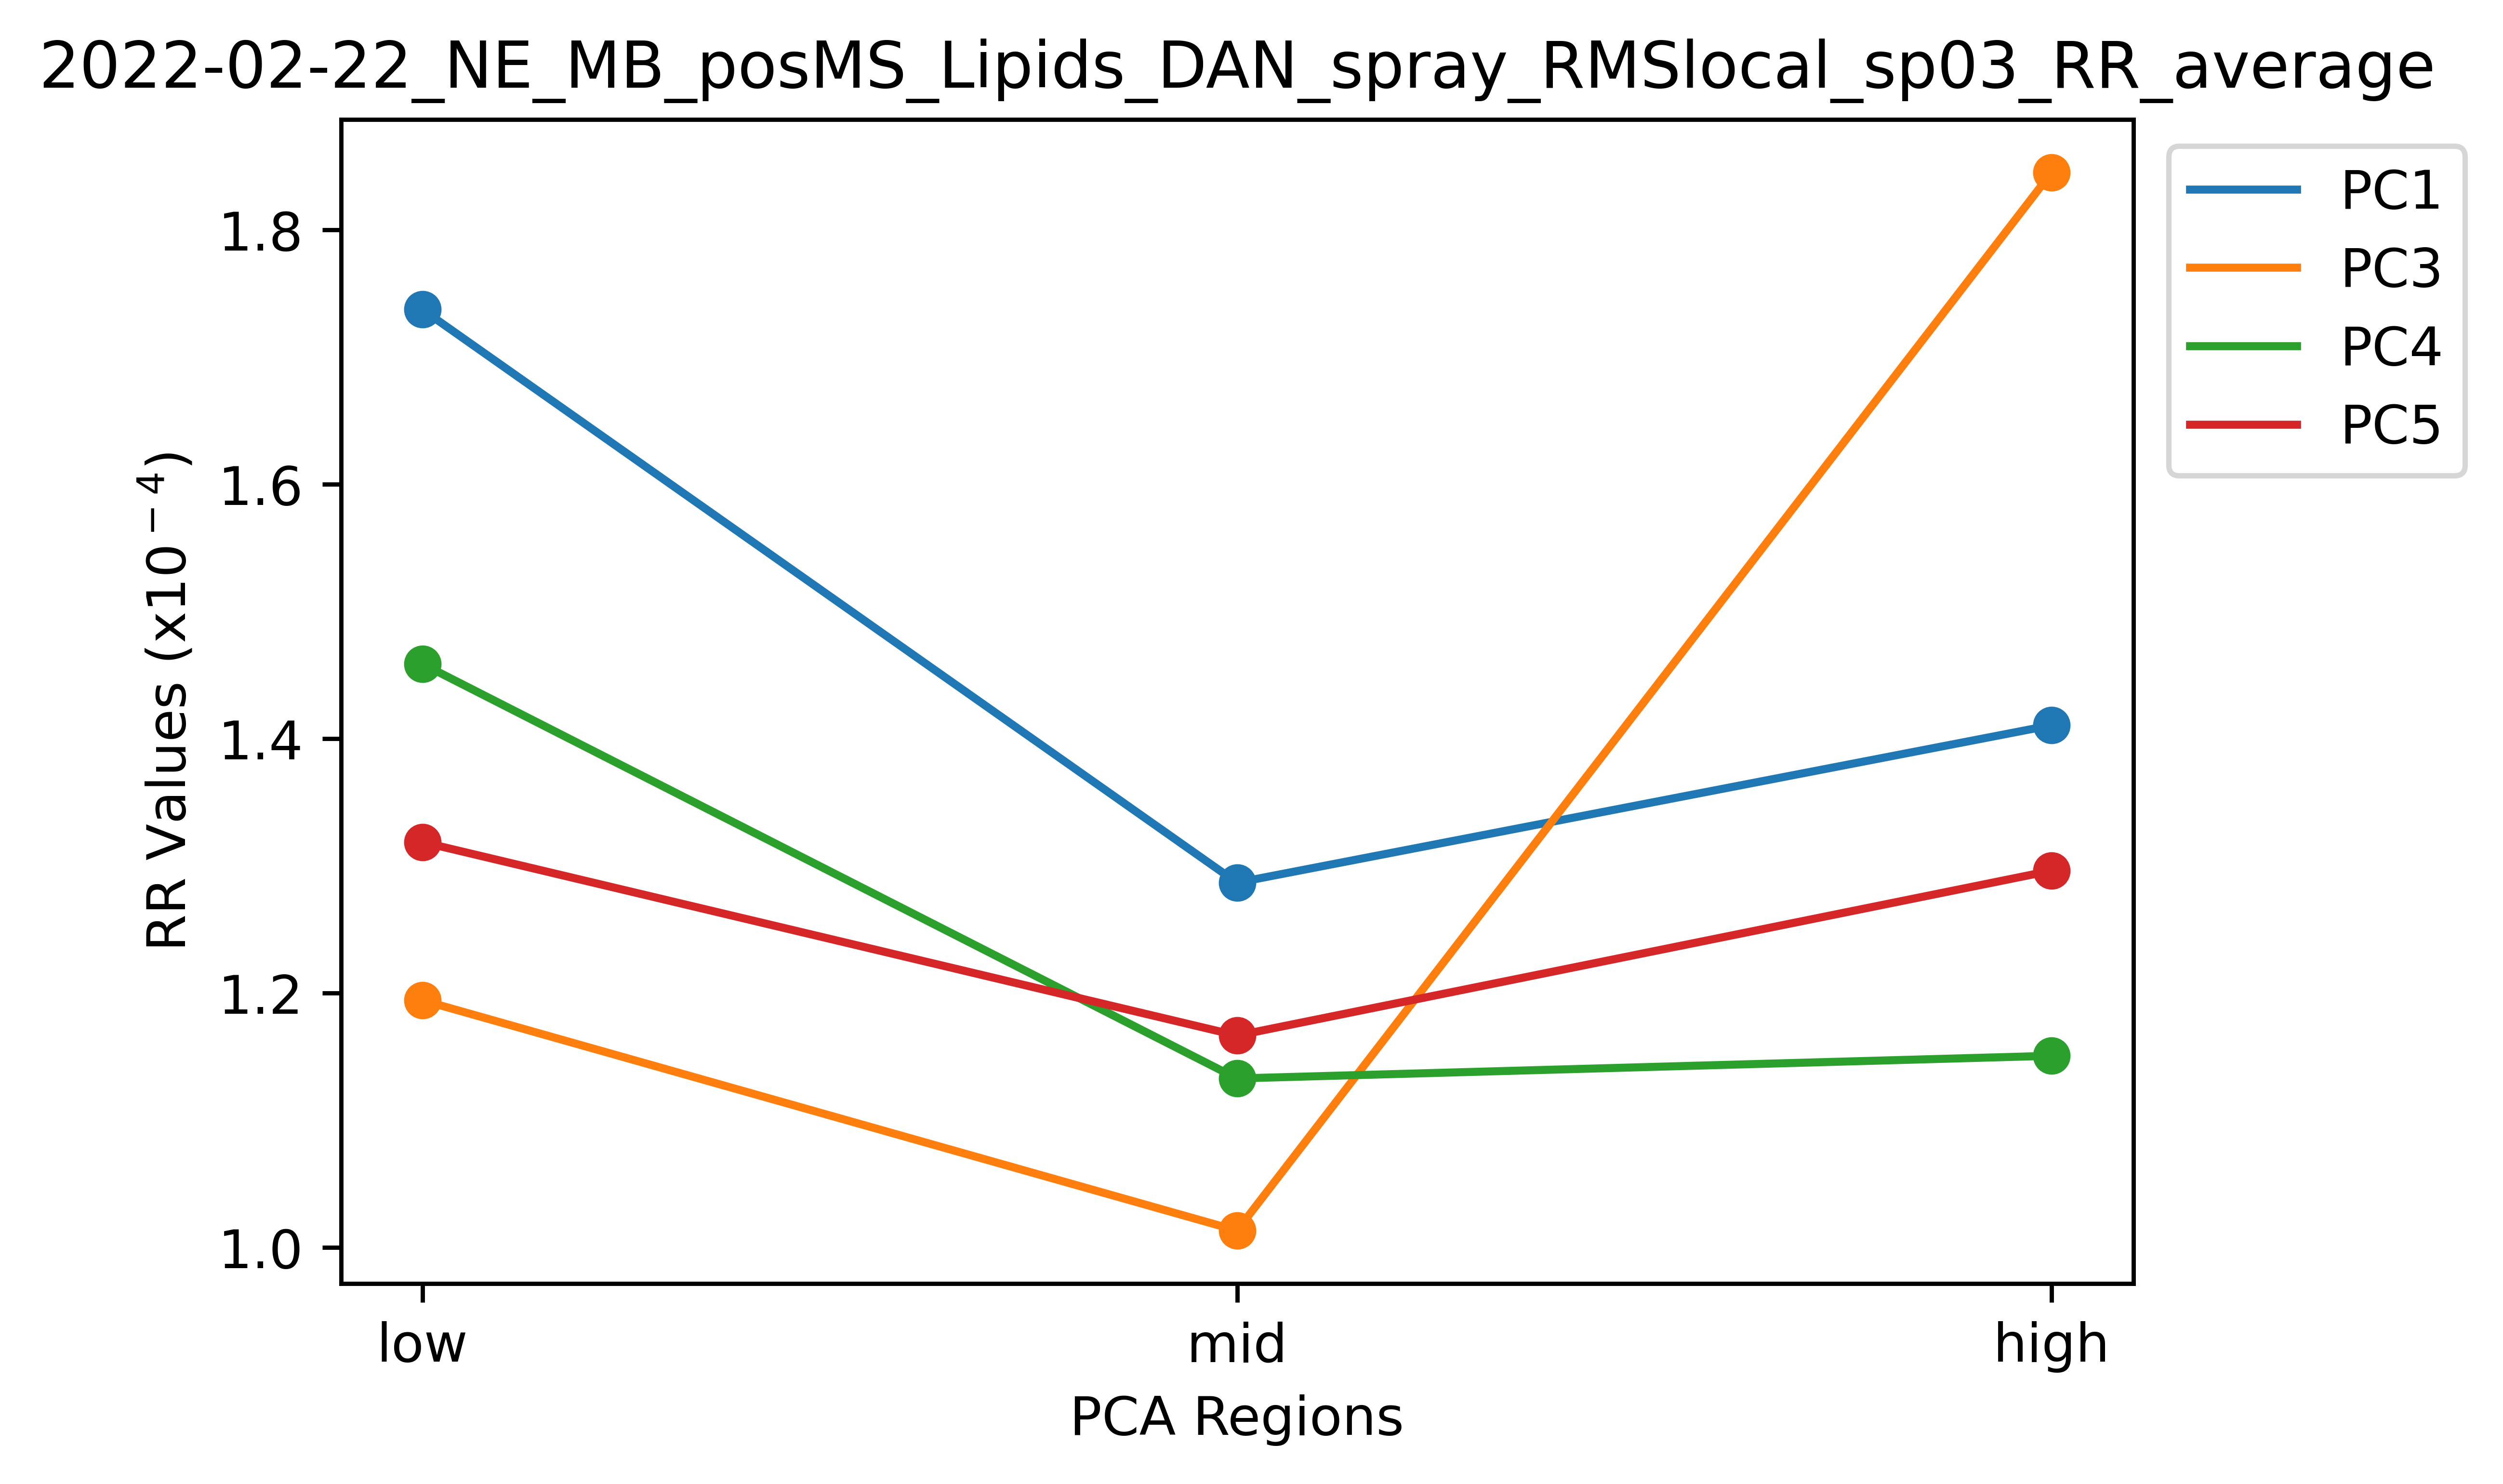 2022-02-22_NE_MB_posMS_Lipids_DAN_spray_RMSlocal_sp03_RR_average
PC1
PC3
PC4
PC5
RR Values (x10⁻⁴)
1.8
1.6
1.4
1.2
1.0
low mid high
PCA Regions